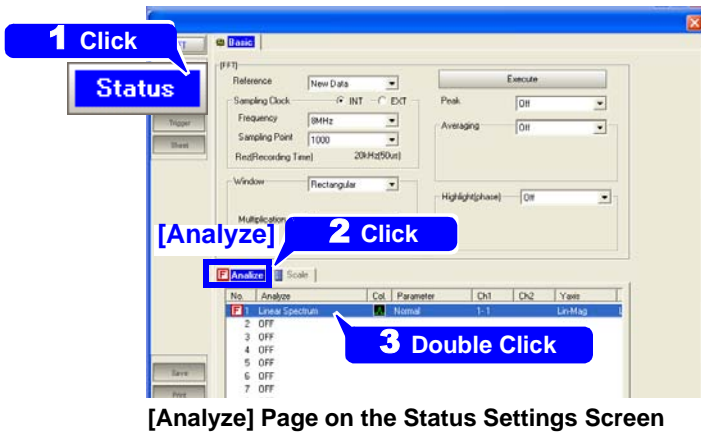 1 Click
Status
Trigger
Sheet
Save
Print
Basic
[FFT]
Reference New Data
Execute
Sampling Clock INT EXT
Peak Off
Frequency 8MHz
Averaging Off
Sampling Point 1000
Rez(Recording Time) 20kHz(50us)
Window Rectangular
Highlight(phase) Off
Multiplication
[Analyze]
2 Click
Analize Scale
No. Analyze Col. Parameter Ch1 Ch2 Yaxis
F 1 Linear Spectrum Normal 1-1 Lin-Mag
2 OFF
3 OFF
4 OFF
5 OFF
6 OFF
7 OFF
3 Double Click
[Analyze] Page on the Status Settings Screen